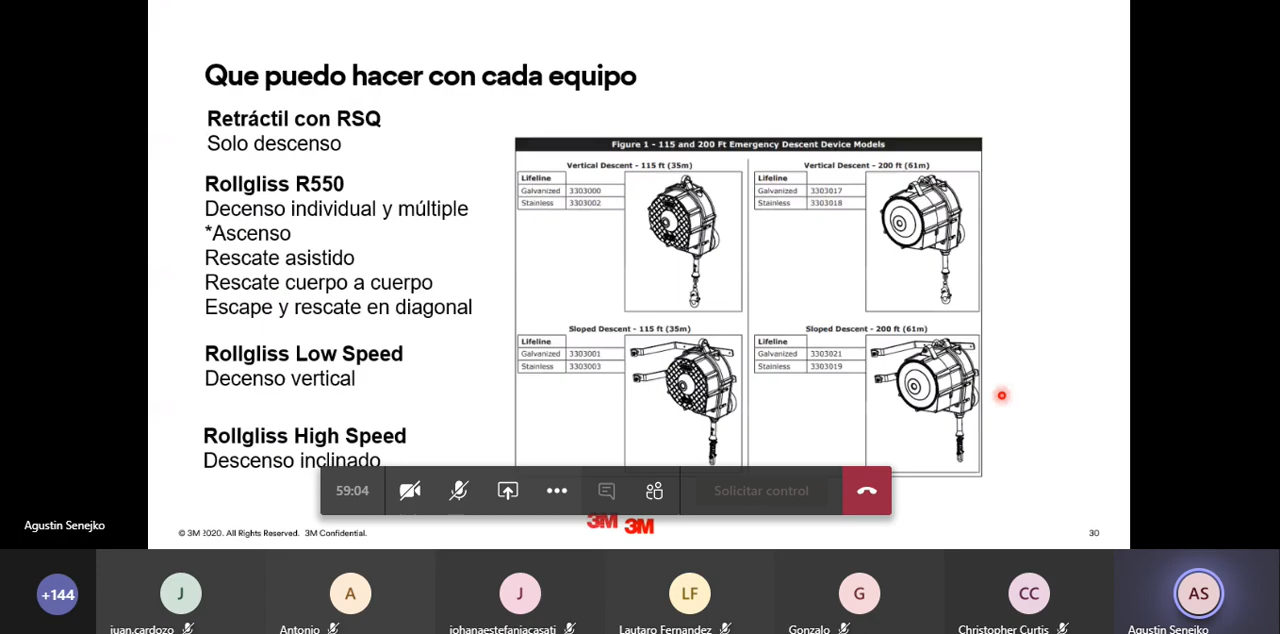 Que puedo hacer con cada equipo
Retráctil con RSQ
Solo descenso
Rollgliss R550
Decenso individual y múltiple
*Ascenso
Rescate asistido
Rescate cuerpo a cuerpo
Escape y rescate en diagonal
Rollgliss Low Speed
Decenso vertical
Rollgliss High Speed
Descenso inclinado
Figure 1 - 115 and 200 Ft Emergency Descent Device Models
Vertical Descent - 115 ft (35m)
Lifeline
Galvanized 3303000
Stainless 3303002
Vertical Descent - 200 ft (61m)
Lifeline
Galvanized 3303017
Stainless 3303018
Sloped Descent - 115 ft (35m)
Lifeline
Galvanized 3303001
Stainless 3303003
Sloped Descent - 200 ft (61m)
Lifeline
Galvanized 3303021
Stainless 3303019
59:04
Solicitar control
Agustin Senejko
© 3M 2020. All Rights Reserved. 3M Confidential.
3M 3M
30
+144
J
A
J
LF
G
CC
AS
juan.cardozo
Antonio
johanaestefaniacasati
Lautaro Fernandez
Gonzalo
Christopher Curtis
Agustin Senejko